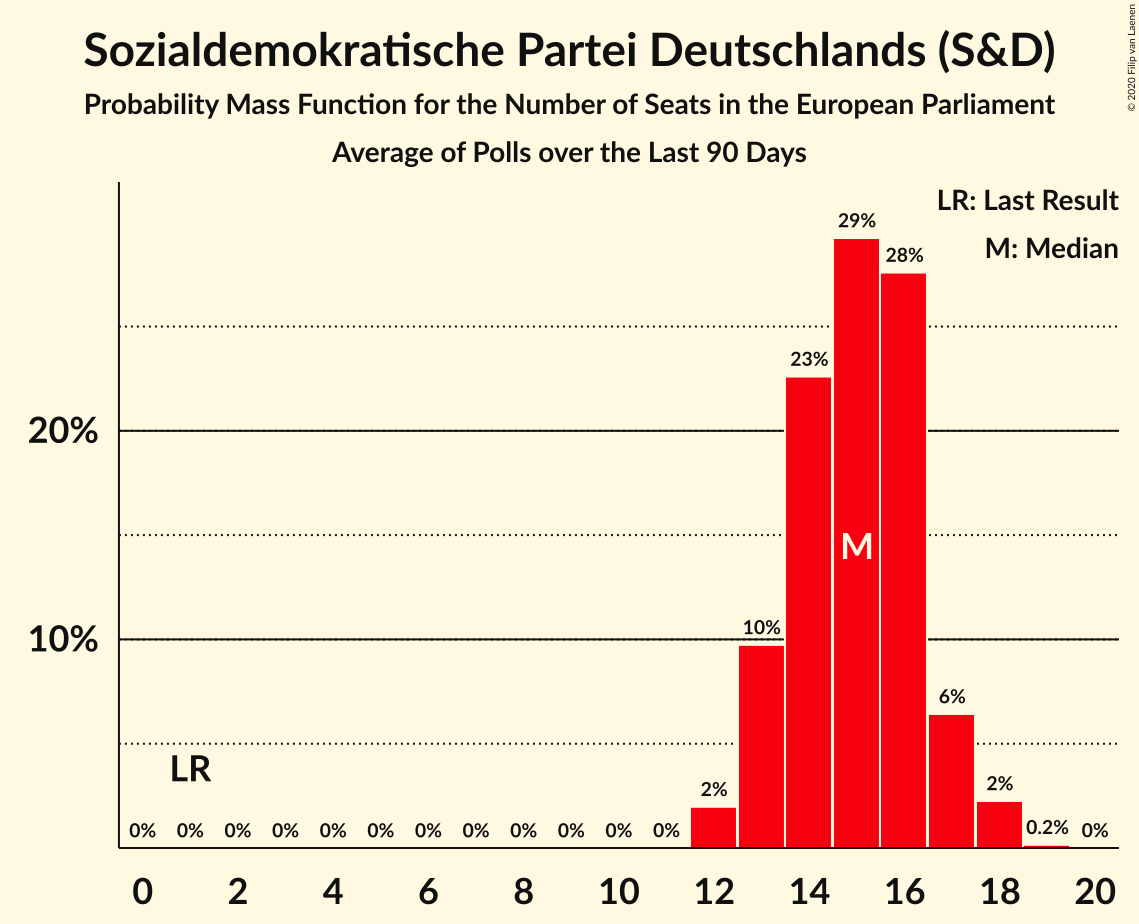 Sozialdemokratische Partei Deutschlands (S&D)
Probability Mass Function for the Number of Seats in the European Parliament
Average of Polls over the Last 90 Days
© 2020 Filip van Laenen
LR: Last Result
M: Median
29%
28%
23%
20%
M
10%
10%
6%
LR
2%
2%
0% 0% 0% 0% 0% 0% 0% 0% 0% 0% 0% 0% 0.2% 0%
0 2 4 6 8 10 12 14 16 18 20